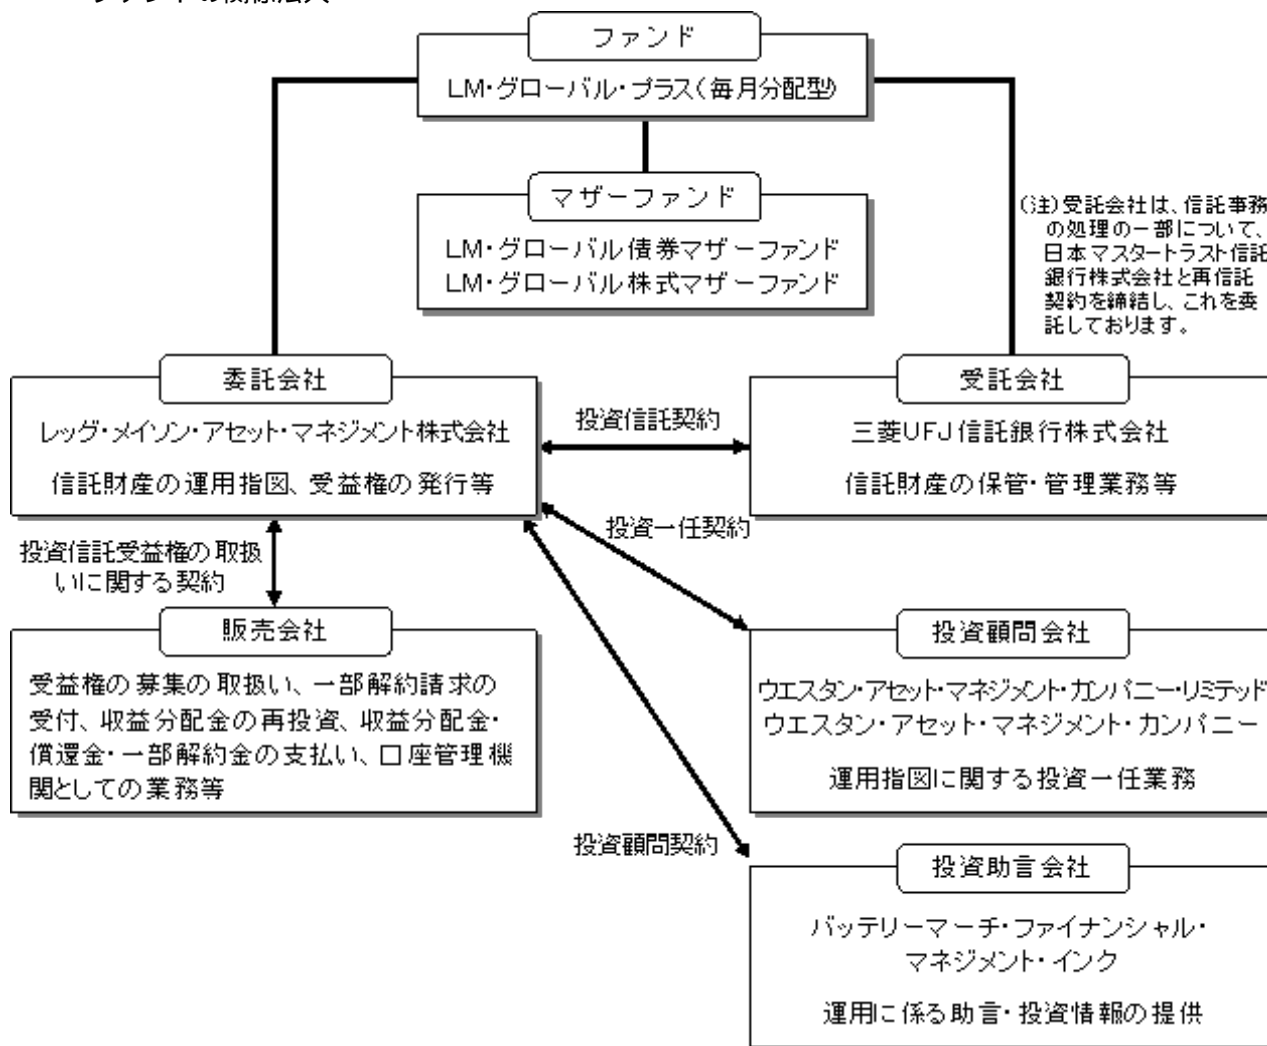 ファンド
LM・グローバル・プラス(毎月分配型)
マザーファンド
LM・グローバル債券マザーファンド
LM・グローバル株式マザーファンド
(注)受託会社は、信託事務
の処理の一部について、
日本マスタートラスト信託
銀行株式会社と再信託
契約を締結し、これを委
託しております。
委託会社
レッグ・メイソン・アセット・マネジメント株式会社
信託財産の運用指図、受益権の発行等
投資信託契約
受託会社
三菱UFJ信託銀行株式会社
信託財産の保管・管理業務等
投資一任契約
投資信託受益権の取扱
いに関する契約
販売会社
受益権の募集の取扱い、一部解約請求の
受付、収益分配金の再投資、収益分配金・
償還金・一部解約金の支払い、口座管理機
関としての業務等
投資顧問会社
ウエスタン・アセット・マネジメント・カンパニー・リミテッド
ウエスタン・アセット・マネジメント・カンパニー
運用指図に関する投資一任業務
投資顧問契約
投資助言会社
バッテリーマーチ・ファイナンシャル・
マネジメント・インク
運用に係る助言・投資情報の提供